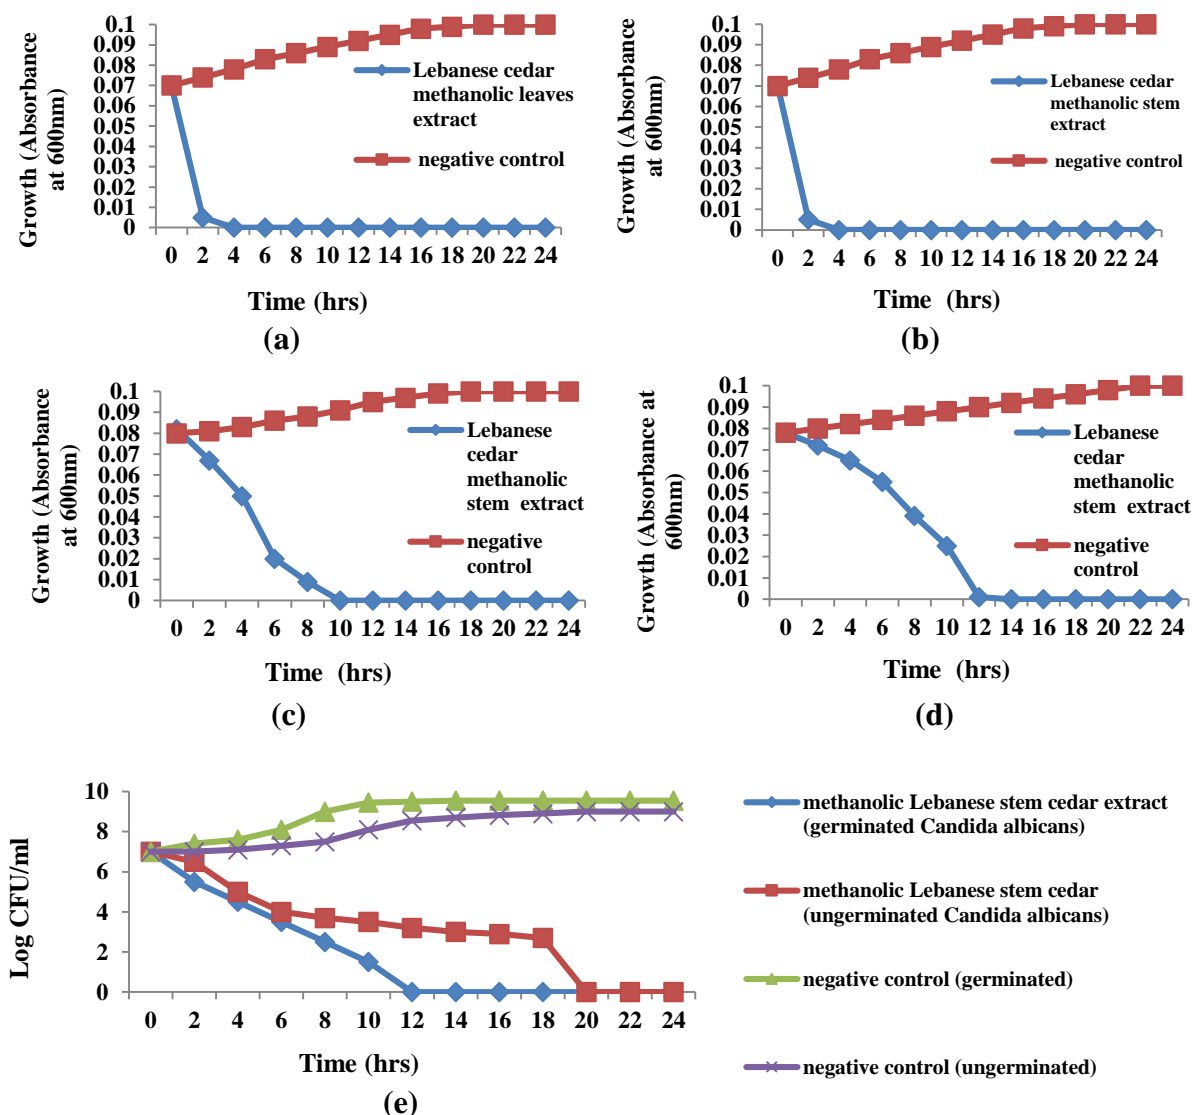 Growth (Absorbance
at 600nm)
0.1
0.09
0.08
0.07
0.06
0.05
0.04
0.03
0.02
0.01
0
Lebanese cedar
methanolic leaves
extract
negative control
0 2 4 6 8 10 12 14 16 18 20 22 24
Time (hrs)
(a)
Growth (Absorbance
at 600nm)
0.1
0.09
0.08
0.07
0.06
0.05
0.04
0.03
0.02
0.01
0
Lebanese cedar
methanolic stem
extract
negative control
0 2 4 6 8 10 12 14 16 18 20 22 24
Time (hrs)
(b)
Growth (Absorbance
at 600nm)
0.1
0.09
0.08
0.07
0.06
0.05
0.04
0.03
0.02
0.01
0
Lebanese
cedar
methanolic
stem extract
negative
control
0 2 4 6 8 10 12 14 16 18 20 22 24
Time (hrs)
(c)
Growth (Absorbance at
600nm)
0.1
0.09
0.08
0.07
0.06
0.05
0.04
0.03
0.02
0.01
0
Lebanese
cedar
methanolic
stem extract
negative
control
0 2 4 6 8 10 12 14 16 18 20 22 24
Time (hrs)
(d)
Log CFU/ml
10
8
6
4
2
0
0 2 4 6 8 10 12 14 16 18 20 22 24
Time (hrs)
(e)
methanolic Lebanese stem cedar extract
(germinated Candida albicans)
methanolic Lebanese stem cedar
(ungerminated Candida albicans)
negative control (germinated)
negative control (ungerminated)